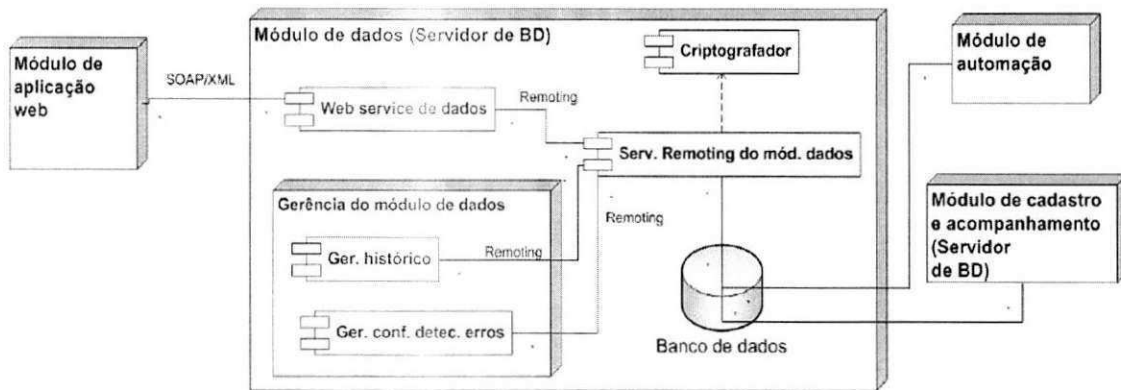 Módulo de
aplicação
web
SOAP/XML
Módulo de dados (Servidor de BD)
Criptografador
Web service de dados
Remoting
Serv. Remoting do mód. dados
Gerência do módulo de dados
Ger. histórico
Remoting
Remoting
Ger. conf. detec. erros
Banco de dados
Módulo de
automação
Módulo de cadastro
e acompanhamento
(Servidor
de BD)